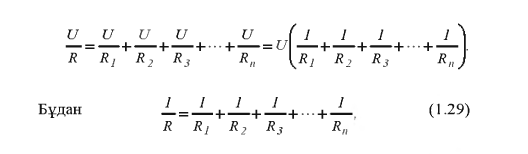 U/R = U/R₁ + U/R₂ + U/R₃ + ··· + U/Rₙ = U(1/R₁ + 1/R₂ + 1/R₃ + ··· + 1/Rₙ).
Бұдан 1/R = 1/R₁ + 1/R₂ + 1/R₃ + ··· + 1/Rₙ, (1.29)